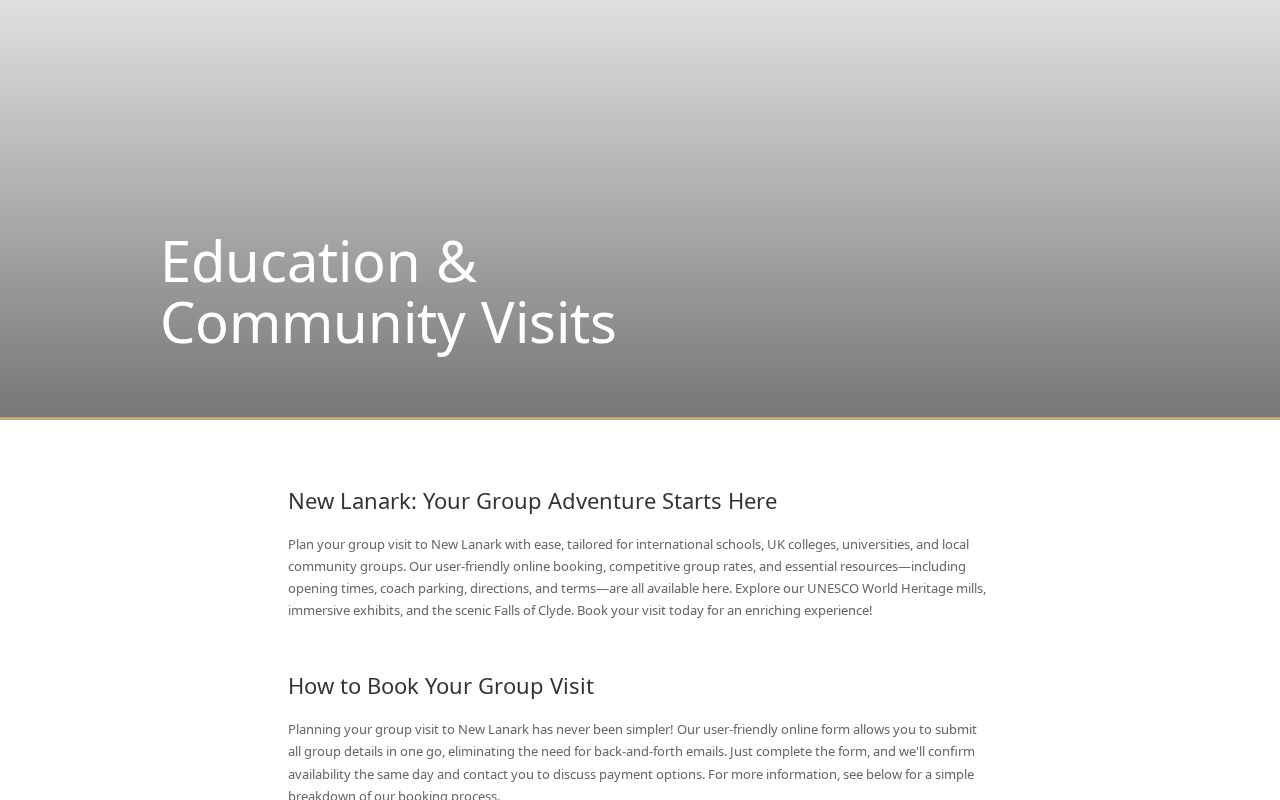 Education &
Community Visits
New Lanark: Your Group Adventure Starts Here
Plan your group visit to New Lanark with ease, tailored for international schools, UK colleges, universities, and local
community groups. Our user-friendly online booking, competitive group rates, and essential resources—including
opening times, coach parking, directions, and terms—are all available here. Explore our UNESCO World Heritage mills,
immersive exhibits, and the scenic Falls of Clyde. Book your visit today for an enriching experience!
How to Book Your Group Visit
Planning your group visit to New Lanark has never been simpler! Our user-friendly online form allows you to submit
all group details in one go, eliminating the need for back-and-forth emails. Just complete the form, and we'll confirm
availability the same day and contact you to discuss payment options. For more information, see below for a simple
breakdown of our booking process.